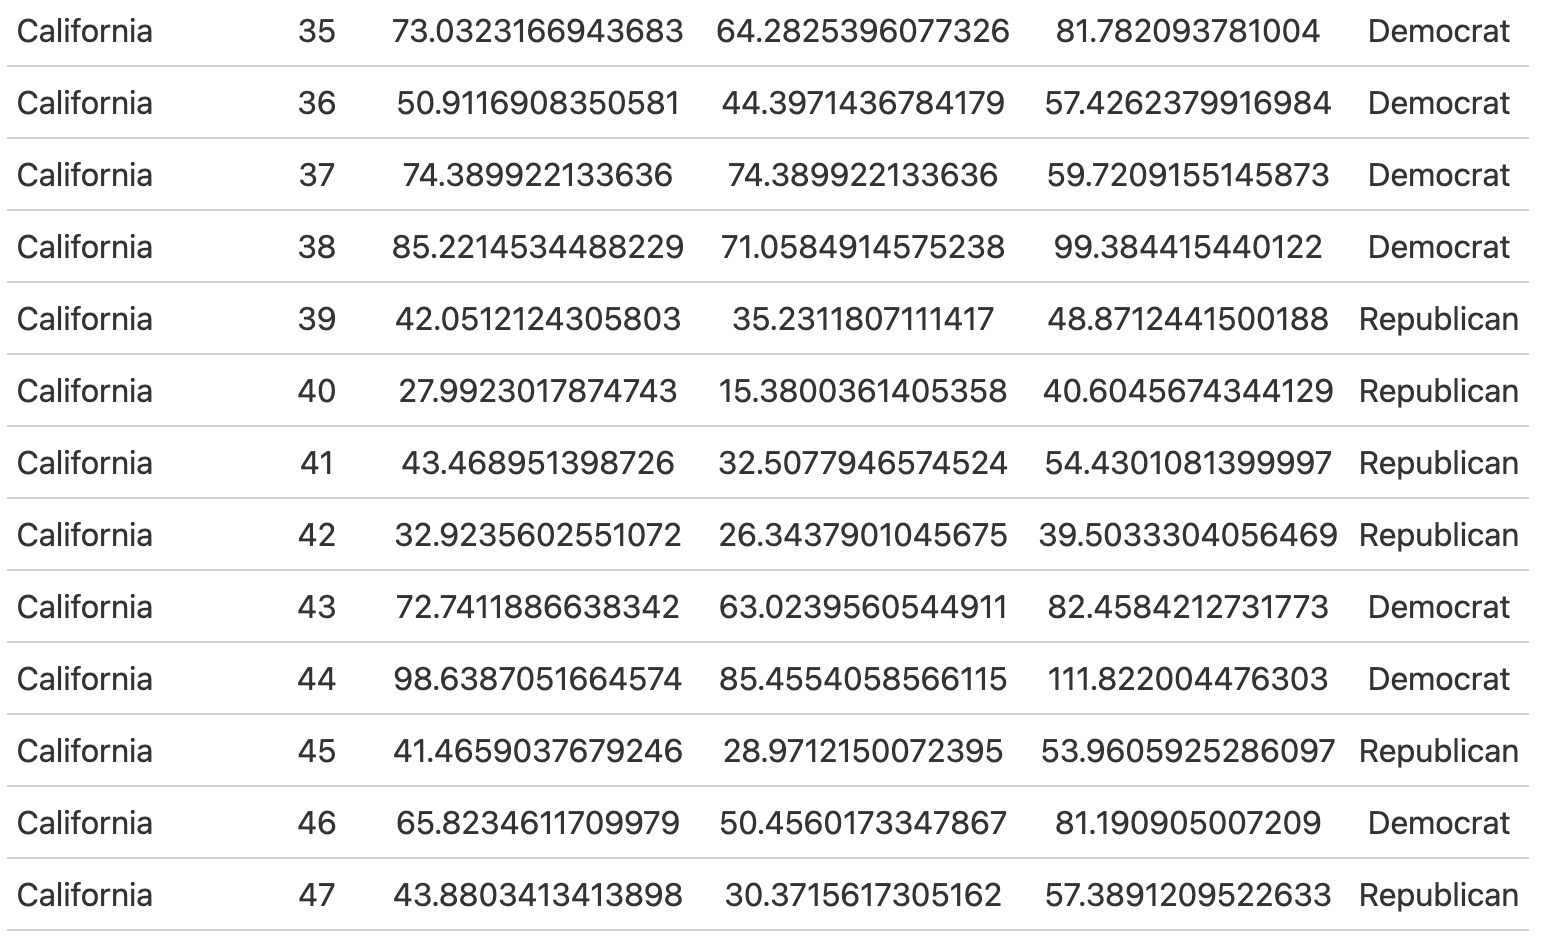 California 35 73.0323166943683 64.2825396077326 81.782093781004 Democrat
California 36 50.9116908350581 44.3971436784179 57.4262379916984 Democrat
California 37 74.389922133636 74.389922133636 59.7209155145873 Democrat
California 38 85.2214534488229 71.0584914575238 99.384415440122 Democrat
California 39 42.0512124305803 35.2311807111417 48.8712441500188 Republican
California 40 27.9923017874743 15.3800361405358 40.6045674344129 Republican
California 41 43.468951398726 32.5077946574524 54.4301081399997 Republican
California 42 32.9235602551072 26.3437901045675 39.5033304056469 Republican
California 43 72.7411886638342 63.0239560544911 82.4584212731773 Democrat
California 44 98.6387051664574 85.4554058566115 111.822004476303 Democrat
California 45 41.4659037679246 28.9712150072395 53.9605925286097 Republican
California 46 65.8234611709979 50.4560173347867 81.190905007209 Democrat
California 47 43.8803413413898 30.3715617305162 57.3891209522633 Republican